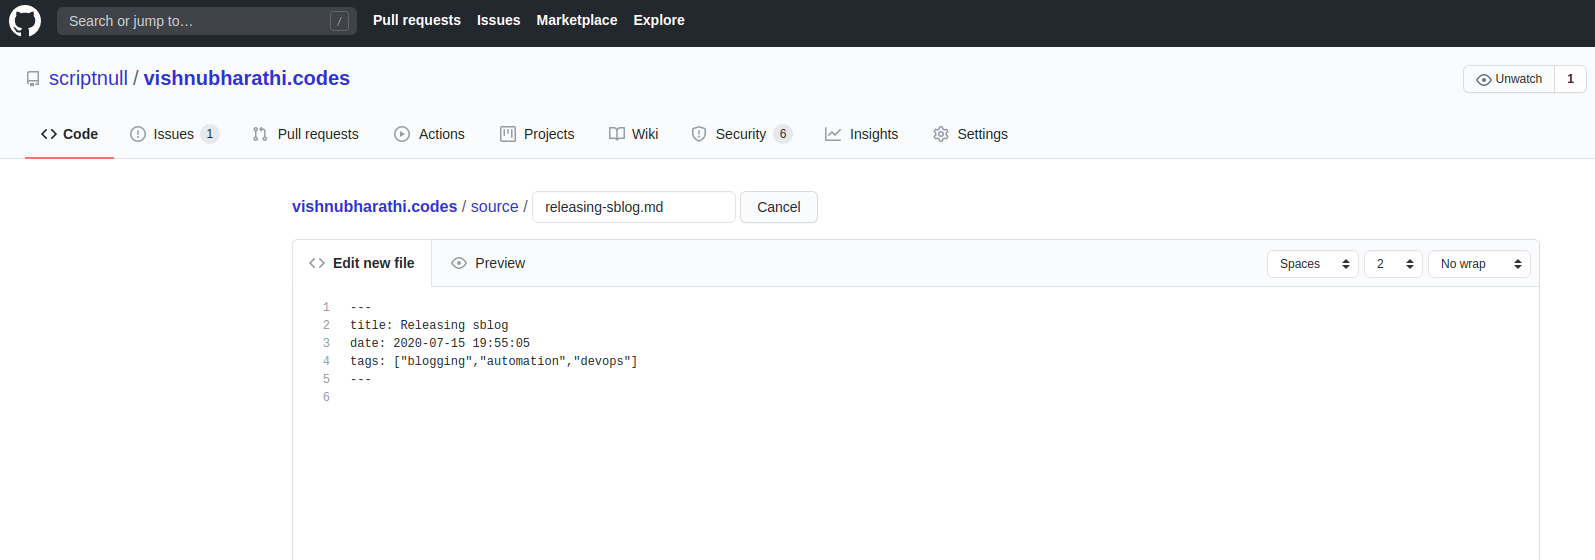 Search or jump to… /
Pull requests Issues Marketplace Explore
scriptnull / vishnubharathi.codes
Unwatch 1
Code Issues 1 Pull requests Actions Projects Wiki Security 6 Insights Settings
vishnubharathi.codes / source / releasing-sblog.md Cancel
Edit new file Preview Spaces 2 No wrap
1 ---
2 title: Releasing sblog
3 date: 2020-07-15 19:55:05
4 tags: ["blogging","automation","devops"]
5 ---
6